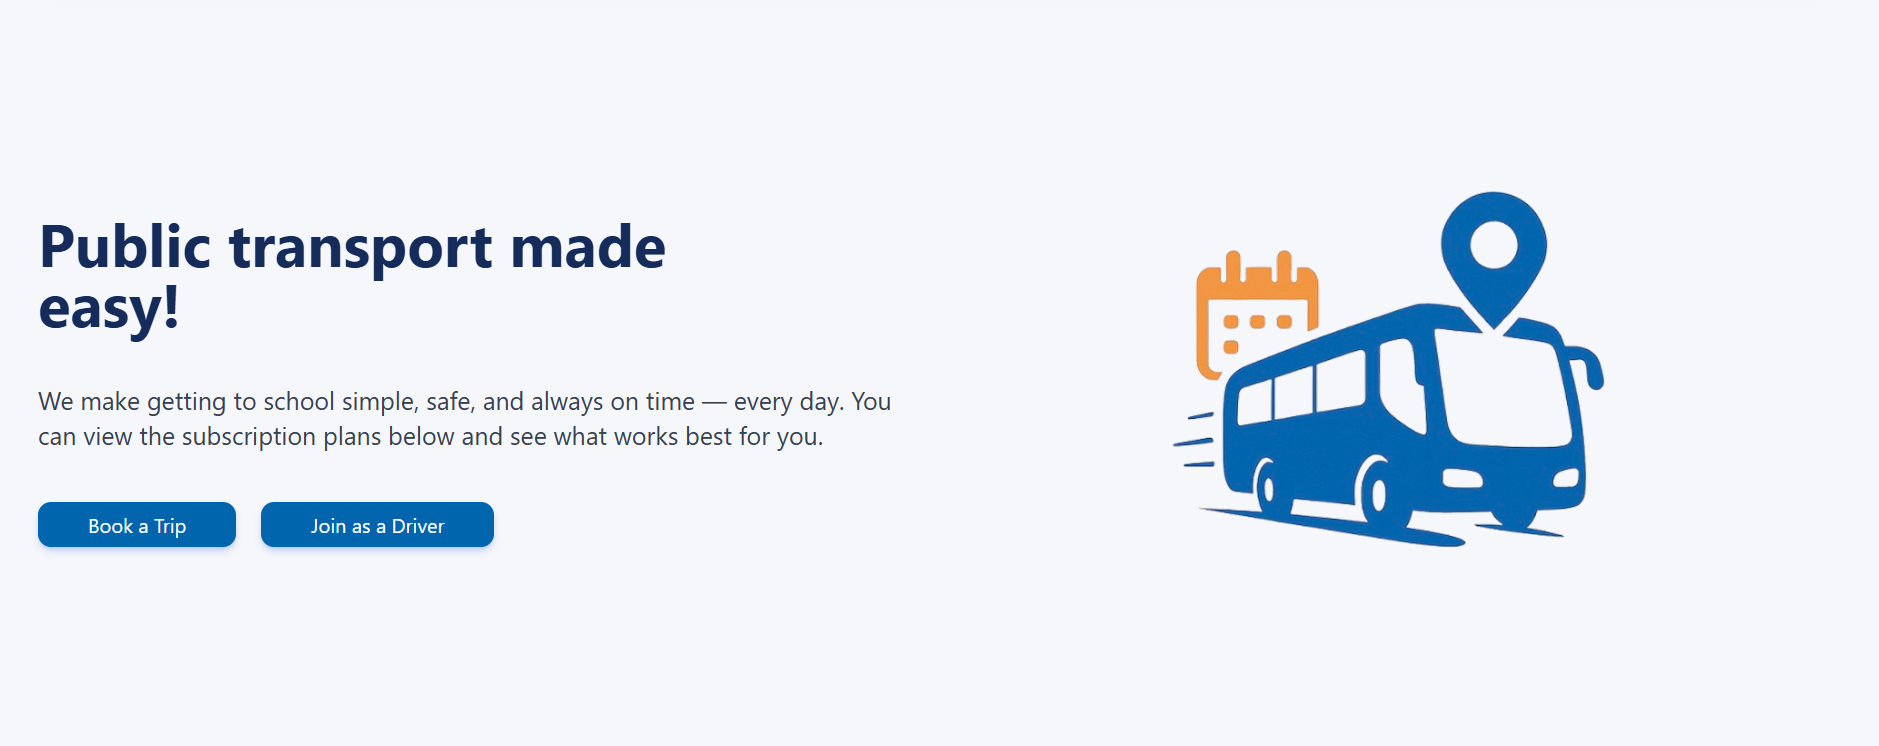 Public transport made
easy!
We make getting to school simple, safe, and always on time — every day. You
can view the subscription plans below and see what works best for you.
Book a Trip
Join as a Driver